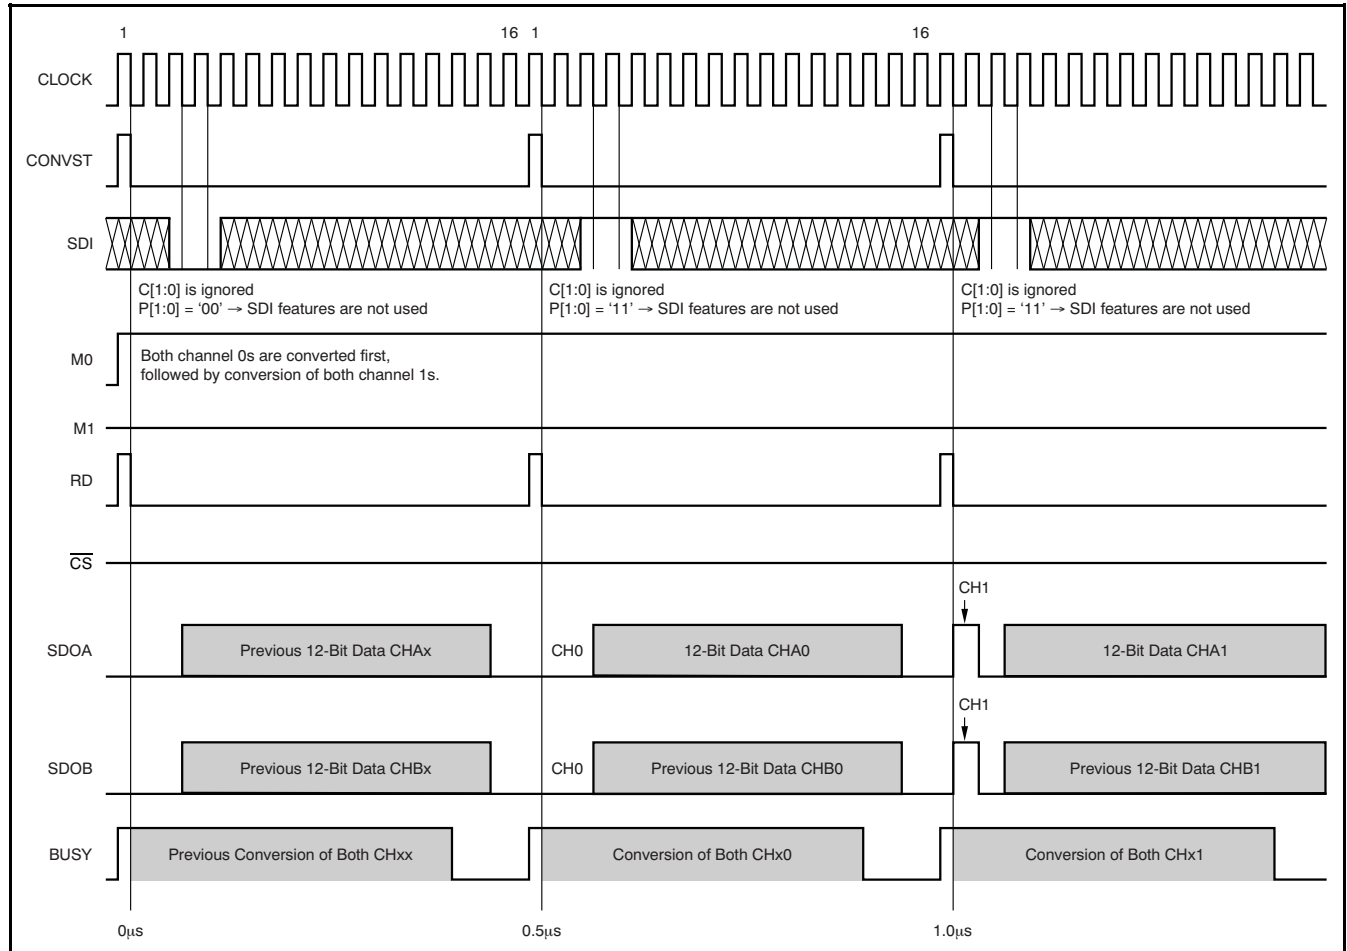 1 16 1 16
CLOCK
CONVST
SDI
C[1:0] is ignored
P[1:0] = ‘00’ → SDI features are not used
C[1:0] is ignored
P[1:0] = ‘11’ → SDI features are not used
C[1:0] is ignored
P[1:0] = ‘11’ → SDI features are not used
M0
Both channel 0s are converted first,
followed by conversion of both channel 1s.
M1
RD
CS
CH1
SDOA
Previous 12-Bit Data CHAx
CH0
12-Bit Data CHA0
12-Bit Data CHA1
CH1
SDOB
Previous 12-Bit Data CHBx
CH0
Previous 12-Bit Data CHB0
Previous 12-Bit Data CHB1
BUSY
Previous Conversion of Both CHxx
Conversion of Both CHx0
Conversion of Both CHx1
0μs
0.5μs
1.0μs